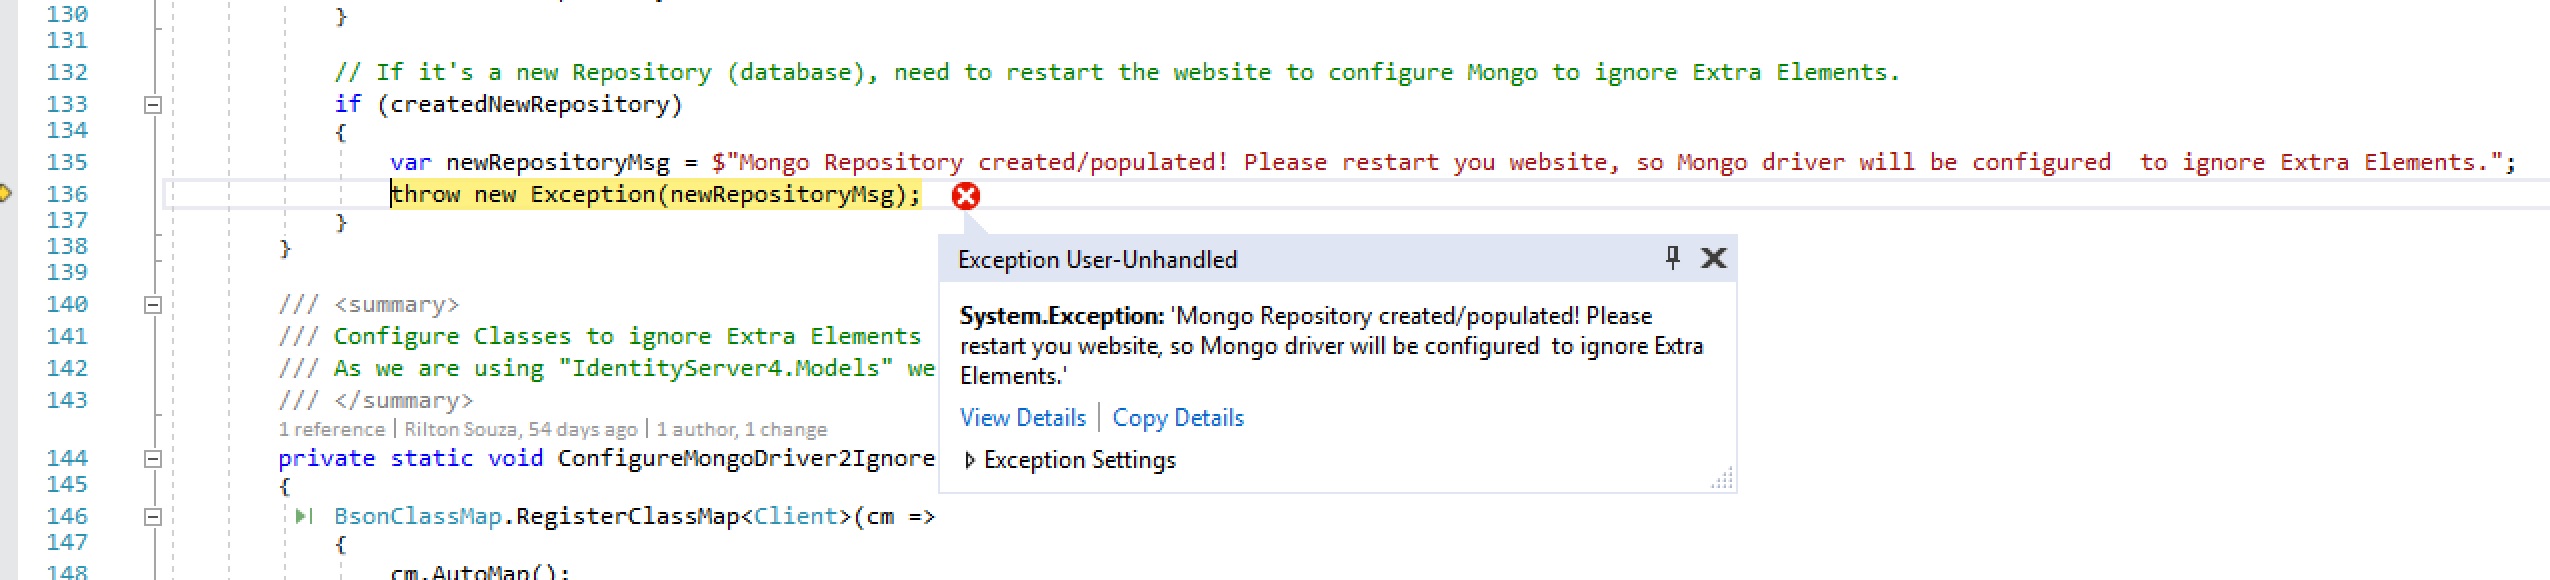 130 }
131
132 // If it's a new Repository (database), need to restart the website to configure Mongo to ignore Extra Elements.
133 if (createdNewRepository)
134 {
135 var newRepositoryMsg = $"Mongo Repository created/populated! Please restart you website, so Mongo driver will be configured  to ignore Extra Elements.";
136 throw new Exception(newRepositoryMsg);
137 }
138 }
139
Exception User-Unhandled
System.Exception: 'Mongo Repository created/populated! Please
restart you website, so Mongo driver will be configured  to ignore Extra
Elements.'
View Details | Copy Details
Exception Settings
140 /// <summary>
141 /// Configure Classes to ignore Extra Elements
142 /// As we are using "IdentityServer4.Models" we
143 /// </summary>
1 reference | Rilton Souza, 54 days ago | 1 author, 1 change
144 private static void ConfigureMongoDriver2Ignore
145 {
146 BsonClassMap.RegisterClassMap<Client>(cm =>
147 {
148 cm.AutoMap();